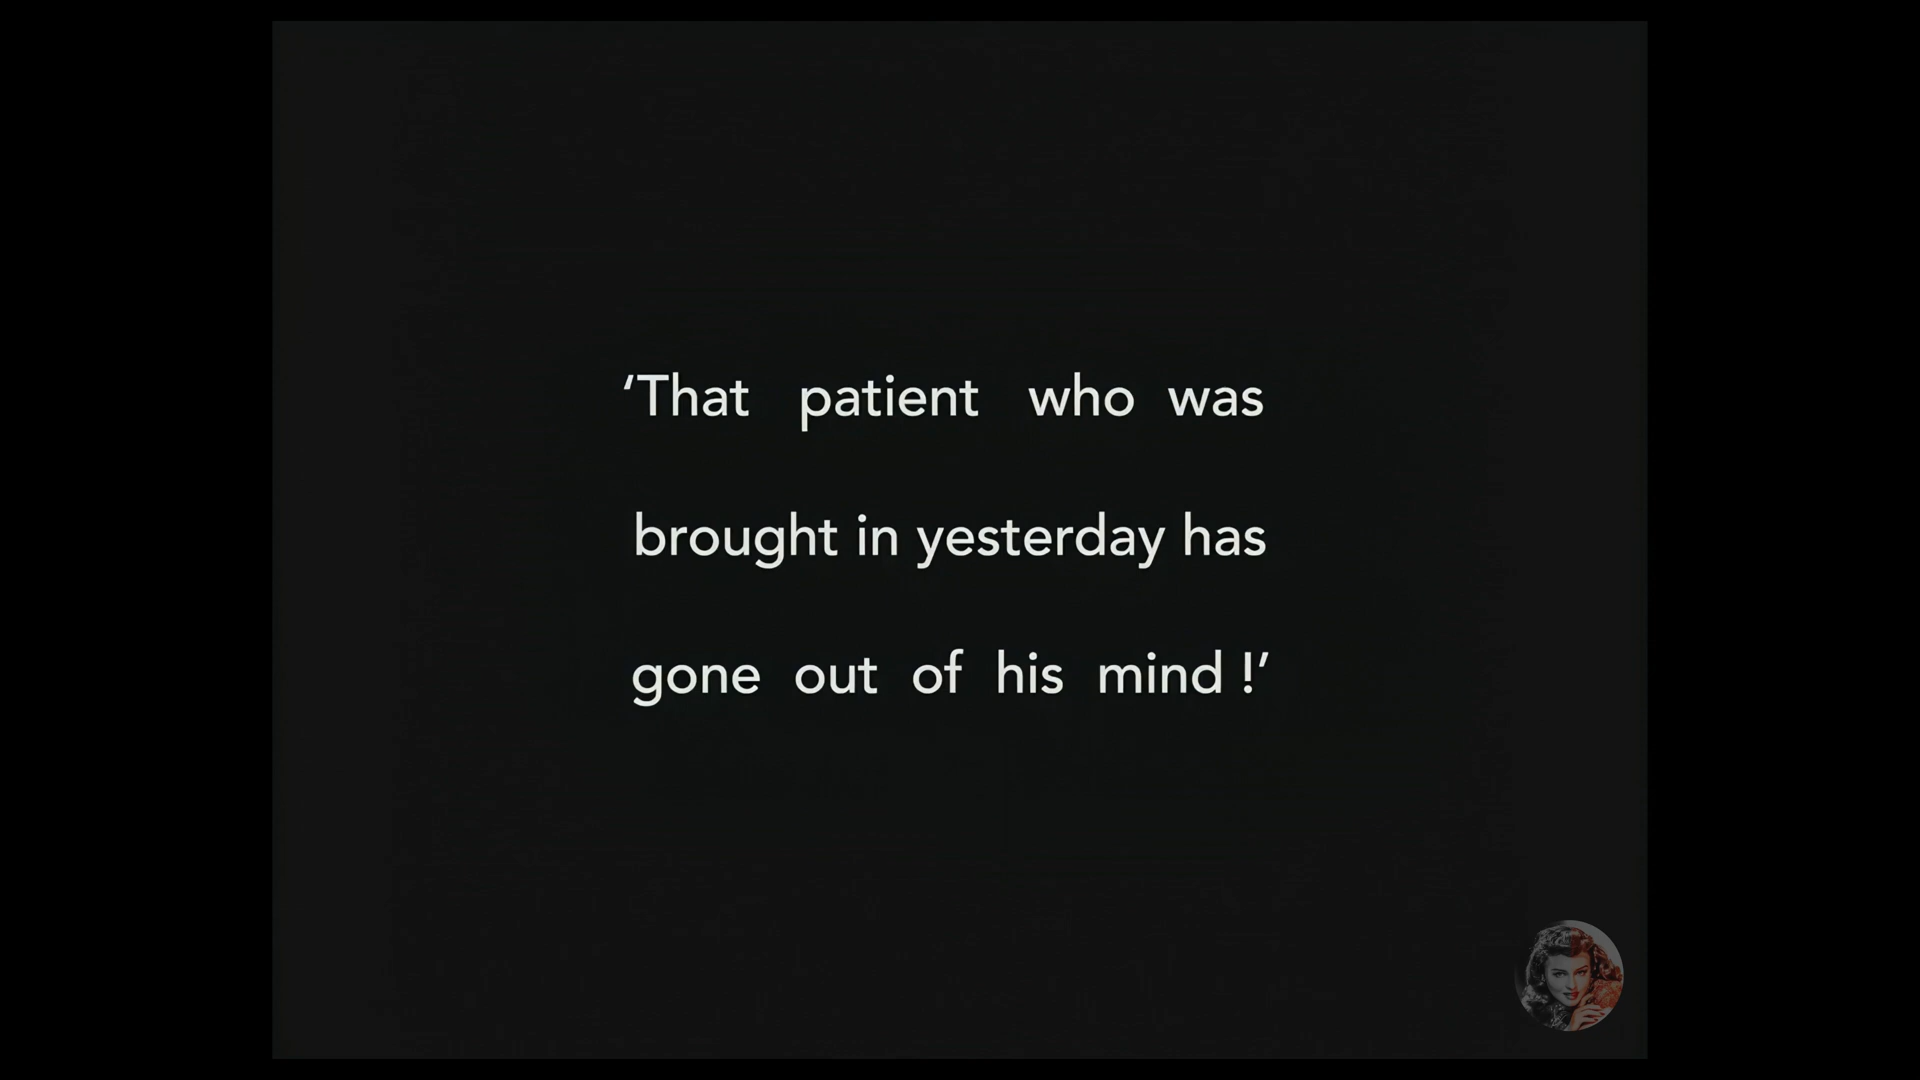 ‘That patient who was
brought in yesterday has
gone out of his mind !’